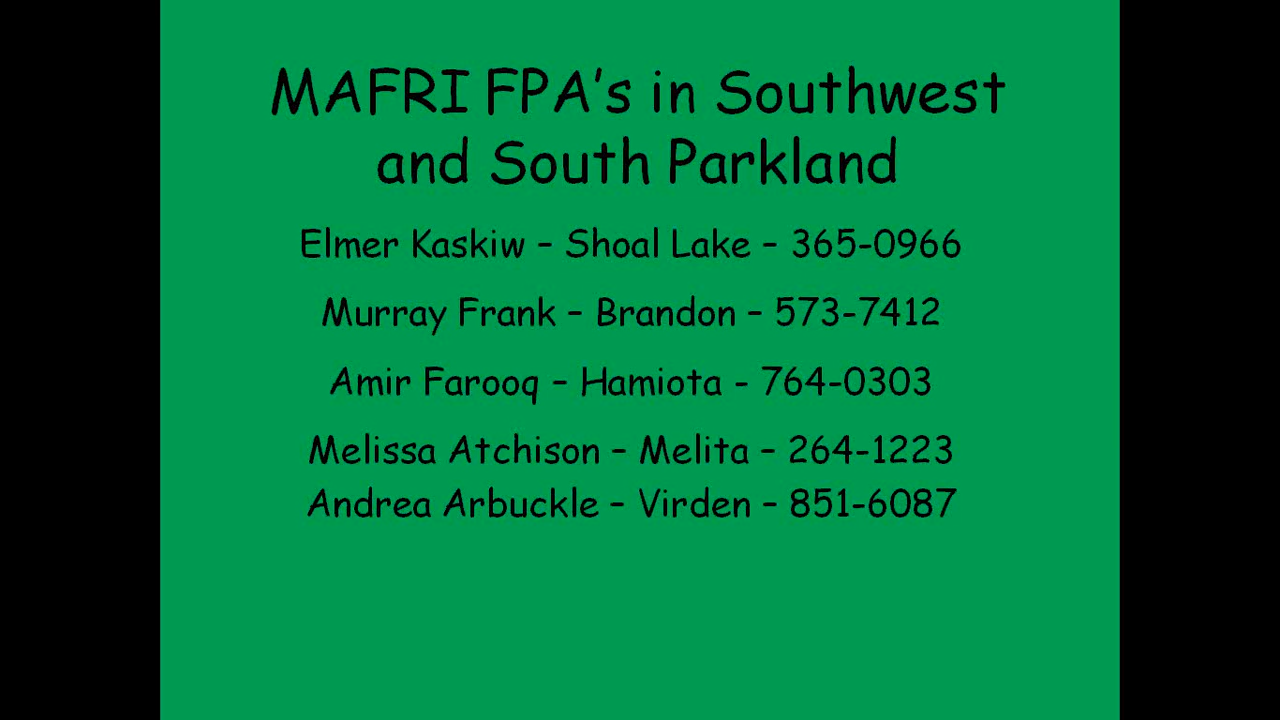 MAFRI FPA's in Southwest
and South Parkland
Elmer Kaskiw – Shoal Lake – 365-0966
Murray Frank – Brandon – 573-7412
Amir Farooq – Hamiota - 764-0303
Melissa Atchison – Melita – 264-1223
Andrea Arbuckle – Virden – 851-6087